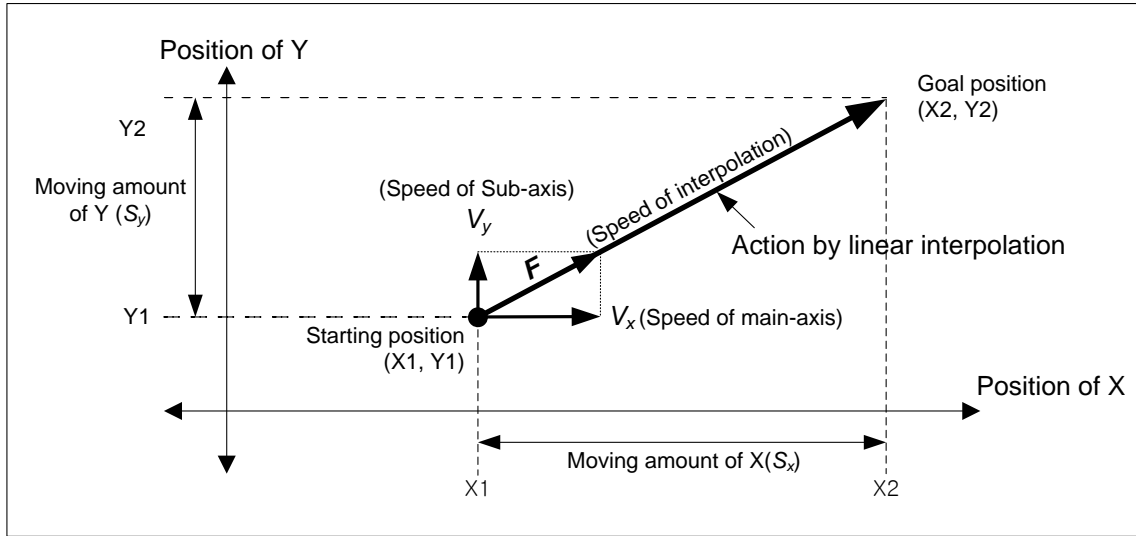 Position of Y
Goal position
(X2, Y2)
Y2
Moving amount
of Y (Sy)
(Speed of Sub-axis)
Vy
(Speed of interpolation)
F
Action by linear interpolation
Y1
Vx (Speed of main-axis)
Starting position
(X1, Y1)
Position of X
Moving amount of X(Sx)
X1
X2